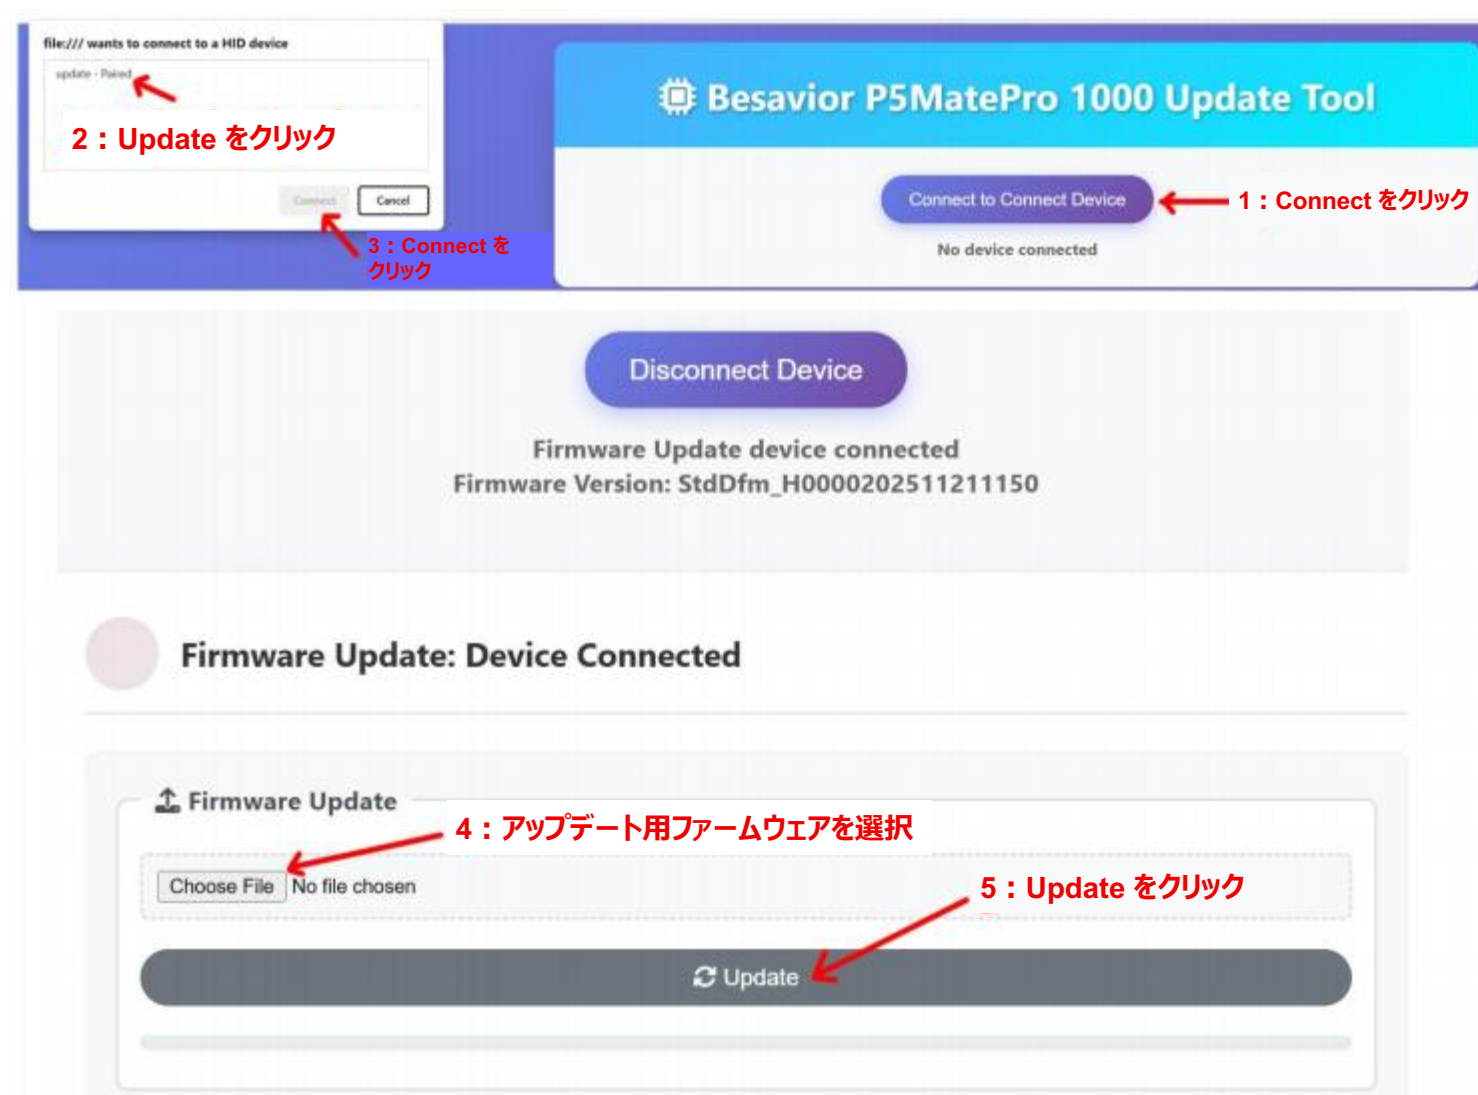 file:/// wants to connect to a HID device
update - Paired
2：Update をクリック
Connect
Cancel
3：Connect を
クリック
Besavior P5MatePro 1000 Update Tool
Connect to Connect Device
1：Connect をクリック
No device connected
Disconnect Device
Firmware Update device connected
Firmware Version: StdDfm_H0000202511211150
Firmware Update: Device Connected
Firmware Update
4：アップデート用ファームウェアを選択
Choose File No file chosen
5：Update をクリック
Update